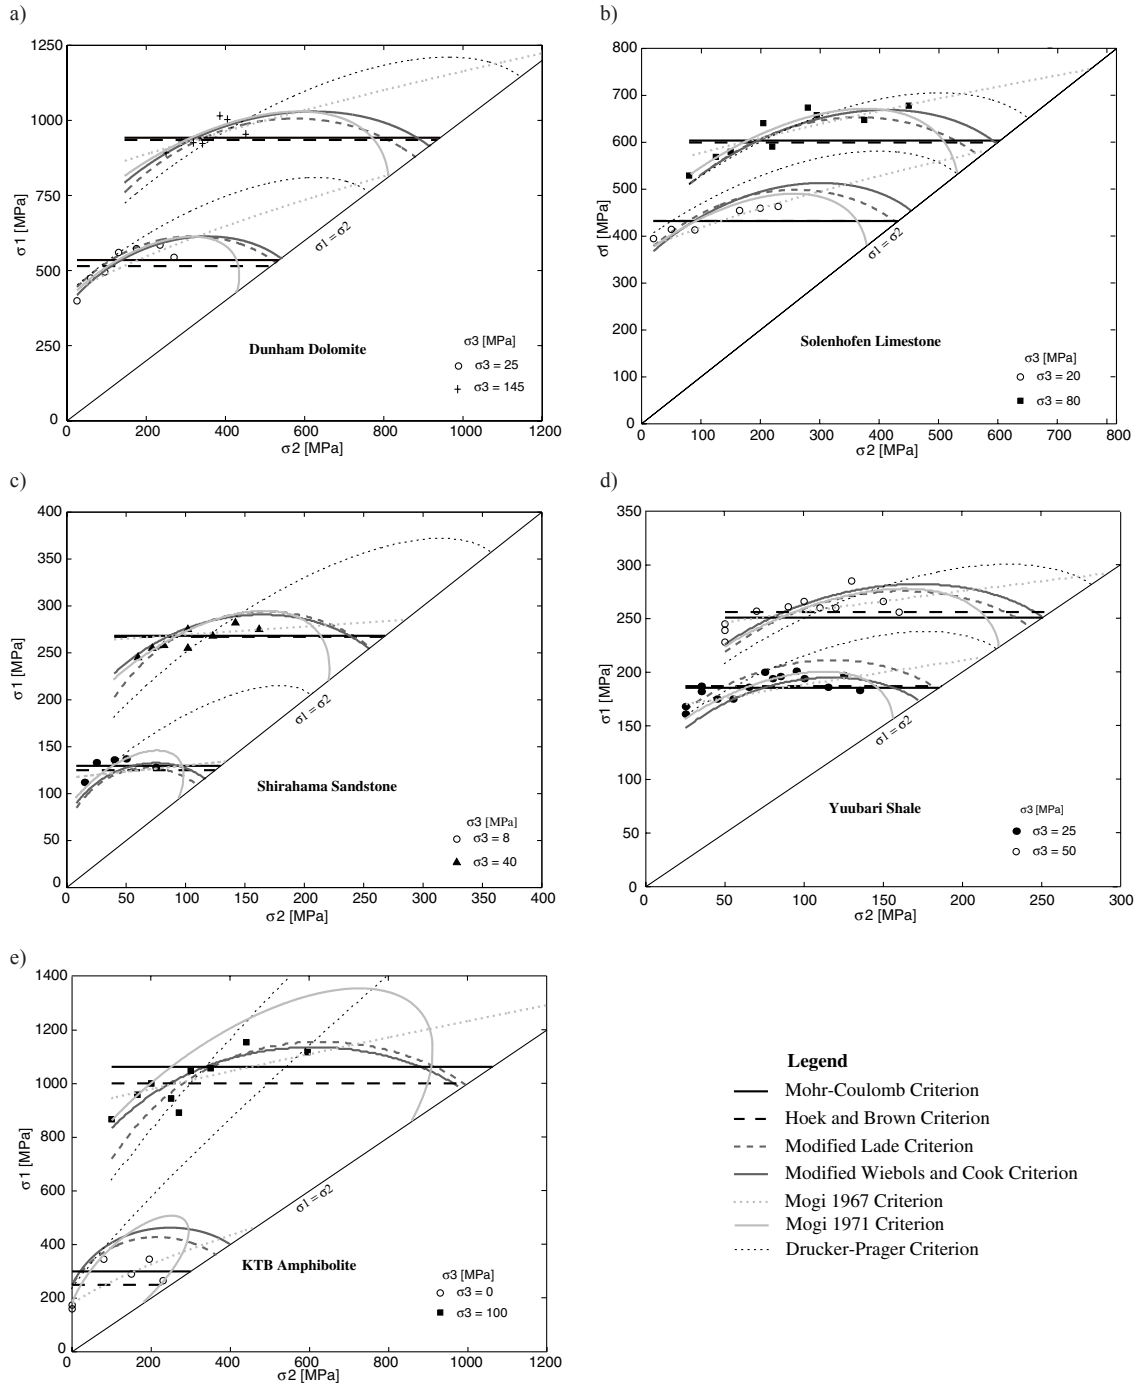 a)
1250
1000
750
500
250
0
σ1 [MPa]
0 200 400 600 800 1000 1200
σ2 [MPa]
σ1 = σ2
Dunham Dolomite
σ3 [MPa]
σ3 = 25
σ3 = 145
b)
800
700
600
500
400
300
200
100
0
σ1 [MPa]
0 100 200 300 400 500 600 700 800
σ2 [MPa]
σ1 = σ2
Solenhofen Limestone
σ3 [MPa]
σ3 = 20
σ3 = 80
c)
400
350
300
250
200
150
100
50
0
σ1 [MPa]
0 50 100 150 200 250 300 350 400
σ2 [MPa]
σ1 = σ2
Shirahama Sandstone
σ3 [MPa]
σ3 = 8
σ3 = 40
d)
350
300
250
200
150
100
50
0
σ1 [MPa]
0 50 100 150 200 250 300
σ2 [MPa]
σ1 = σ2
Yuubari Shale
σ3 [MPa]
σ3 = 25
σ3 = 50
e)
1400
1200
1000
800
600
400
200
0
σ1 [MPa]
0 200 400 600 800 1000 1200
σ2 [MPa]
σ1 = σ2
KTB Amphibolite
σ3 [MPa]
σ3 = 0
σ3 = 100
Legend
Mohr-Coulomb Criterion
Hoek and Brown Criterion
Modified Lade Criterion
Modified Wiebols and Cook Criterion
Mogi 1967 Criterion
Mogi 1971 Criterion
Drucker-Prager Criterion